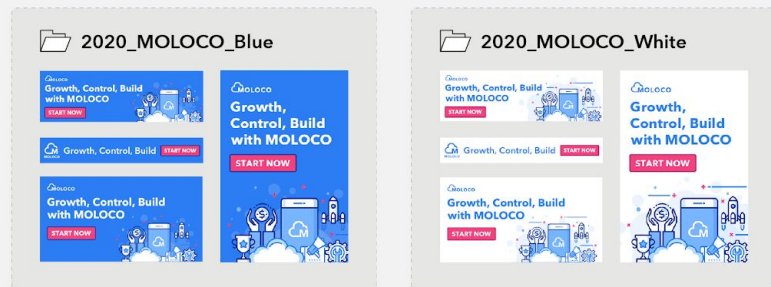 2020_MOLOCO_Blue
MOLOCO
Growth, Control, Build
with MOLOCO
START NOW
MOLOCO
Growth, Control, Build
START NOW
MOLOCO
Growth, Control, Build
with MOLOCO
START NOW
MOLOCO
Growth,
Control, Build
with MOLOCO
START NOW
M
2020_MOLOCO_White
MOLOCO
Growth, Control, Build
with MOLOCO
START NOW
MOLOCO
Growth, Control, Build
START NOW
MOLOCO
Growth, Control, Build
with MOLOCO
START NOW
MOLOCO
Growth,
Control, Build
with MOLOCO
START NOW
M